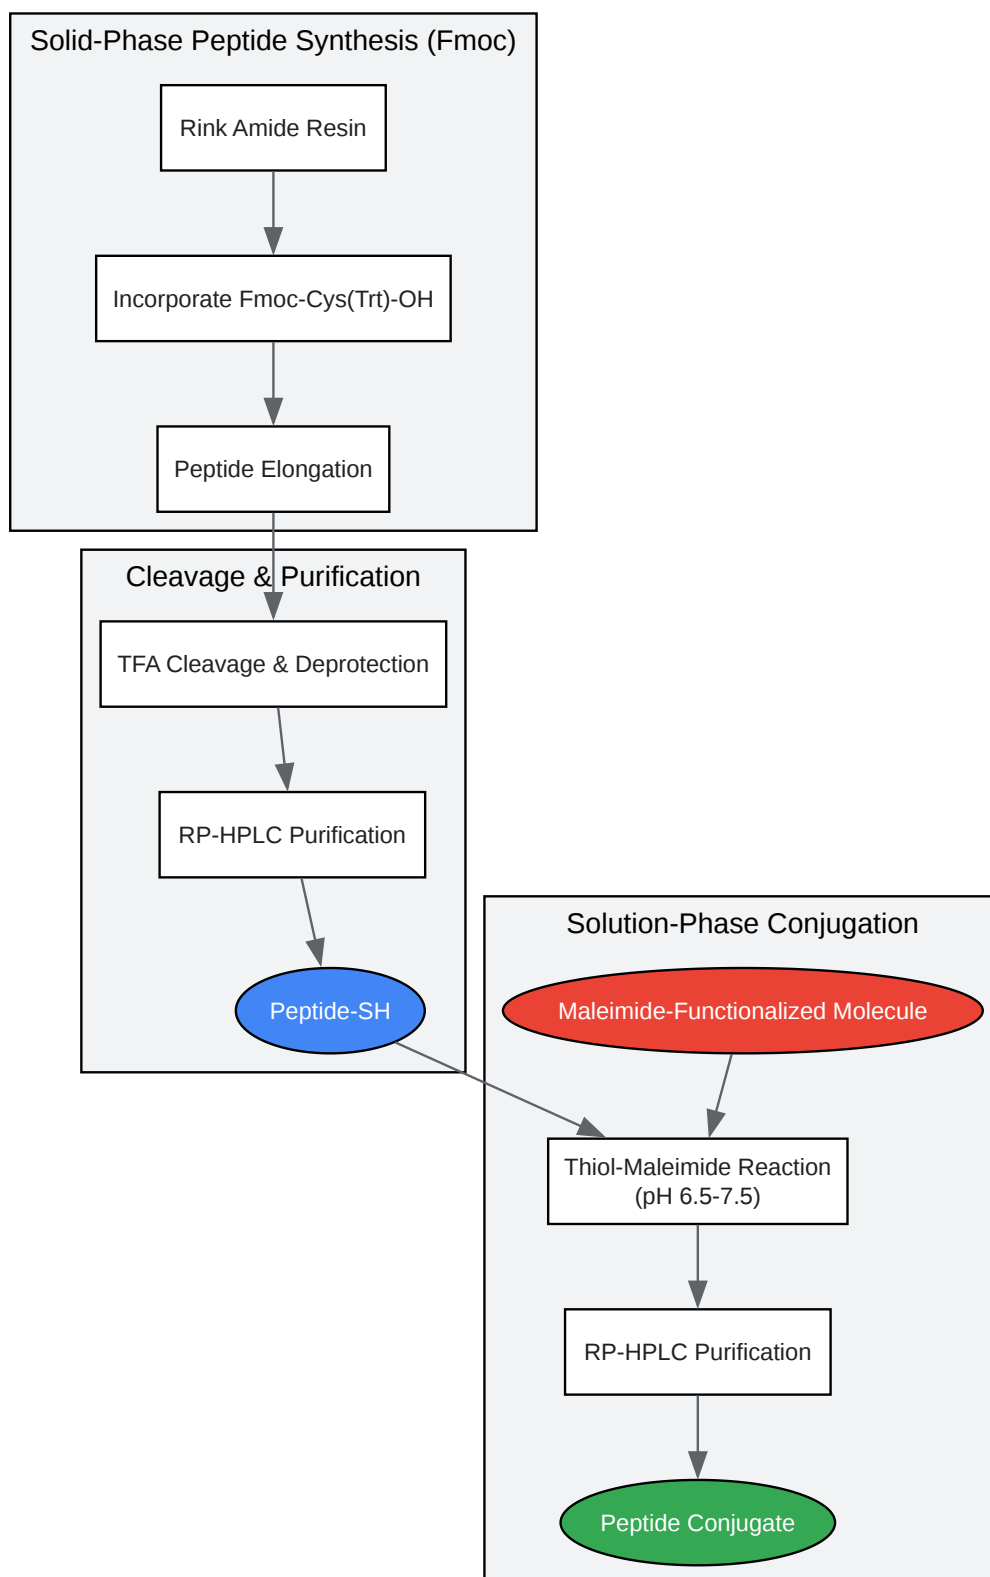 Solid-Phase Peptide Synthesis (Fmoc)
Rink Amide Resin
Incorporate Fmoc-Cys(Trt)-OH
Peptide Elongation
Cleavage & Purification
TFA Cleavage & Deprotection
RP-HPLC Purification
Peptide-SH
Solution-Phase Conjugation
Maleimide-Functionalized Molecule
Thiol-Maleimide Reaction
(pH 6.5-7.5)
RP-HPLC Purification
Peptide Conjugate